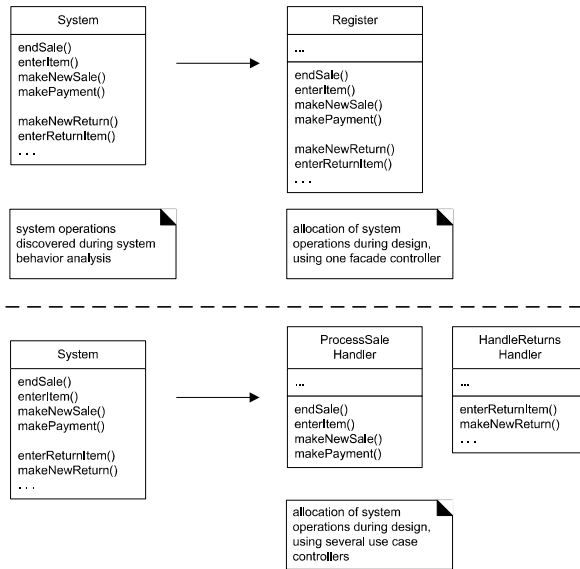 System
endSale()
enterItem()
makeNewSale()
makePayment()
makeNewReturn()
enterReturnItem()
. . .
Register
...
endSale()
enterItem()
makeNewSale()
makePayment()
makeNewReturn()
enterReturnItem()
. . .
system operations
discovered during system
behavior analysis
allocation of system
operations during design,
using one facade controller
System
endSale()
enterItem()
makeNewSale()
makePayment()
enterReturnItem()
makeNewReturn()
. . .
ProcessSale
Handler
...
endSale()
enterItem()
makeNewSale()
makePayment()
HandleReturns
Handler
...
enterReturnItem()
makeNewReturn()
. . .
allocation of system
operations during design,
using several use case
controllers